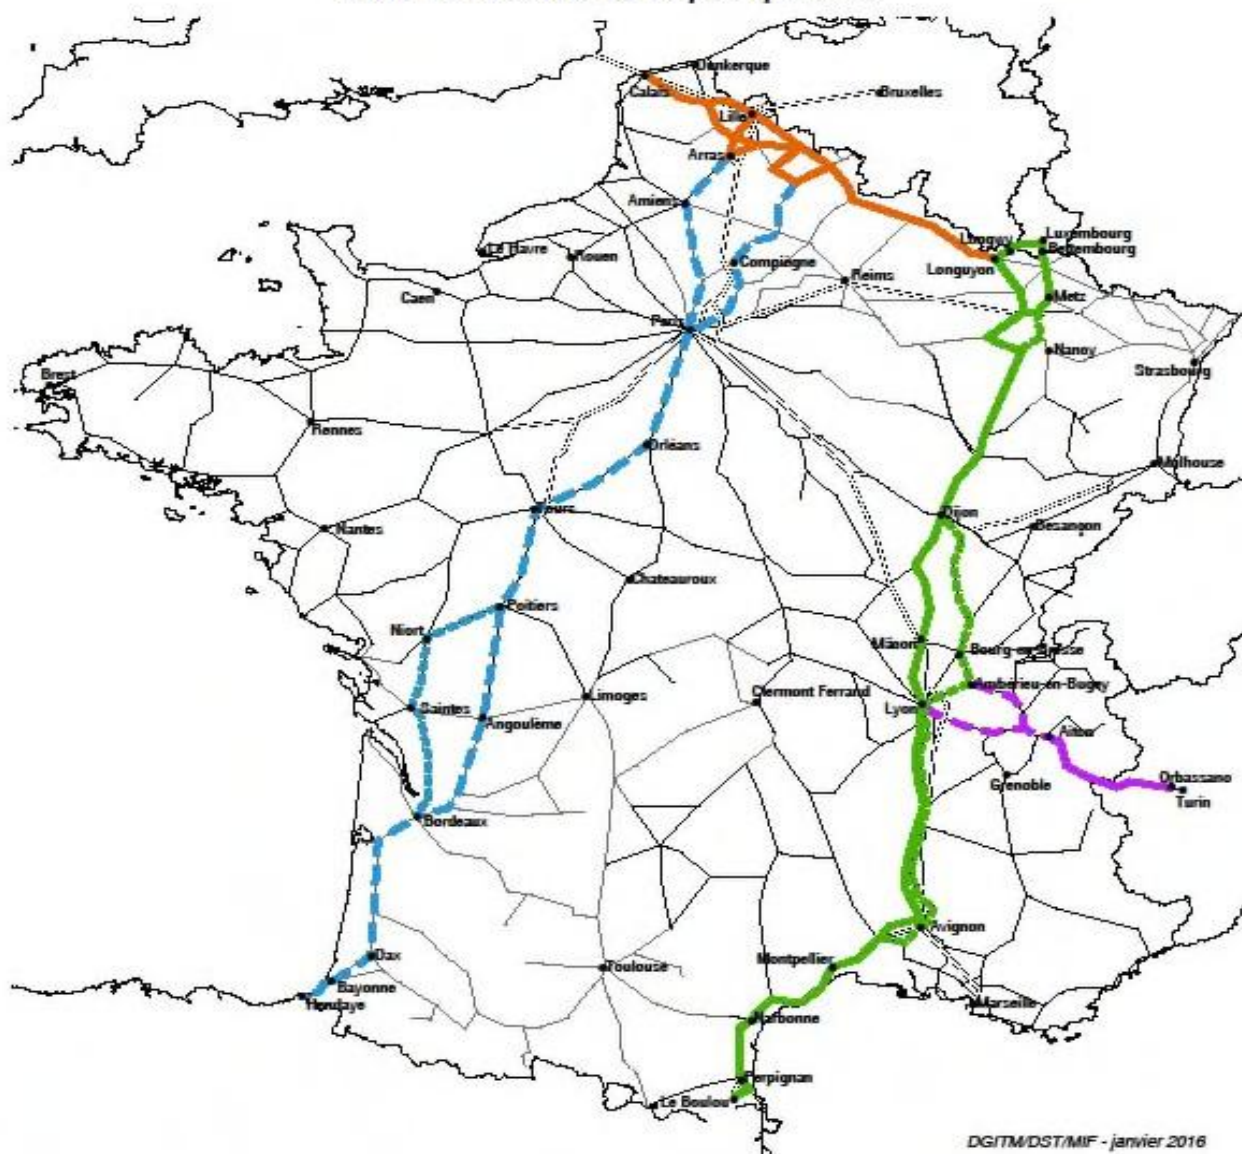 Dunkerque
Calais
Bruxelles
Lille
Arras
Amiens
Luxembourg
Longwy
Bettembourg
Le Havre
Rouen
Compiègne
Longuyon
Reims
Caen
Metz
Paris
Nancy
Strasbourg
Brest
Rennes
Orléans
Mulhouse
Tours
Dijon
Nantes
Besançon
Chateauroux
Poitiers
Niort
Mâcon
Bourg-en-Bresse
Ambérieu-en-Bugey
Limoges
Clermont Ferrand
Saintes
Lyon
Angoulème
Aiton
Grenoble
Orbassano
Turin
Bordeaux
Avignon
Dax
Montpellier
Toulouse
Bayonne
Hendaye
Marseille
Narbonne
Perpignan
Le Boulou
DGITM/DST/MIF - janvier 2016